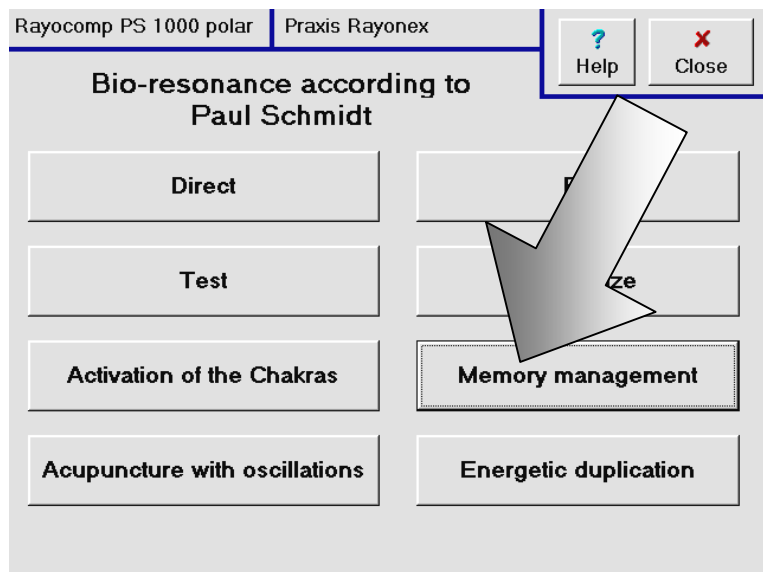 Rayocomp PS 1000 polar
Praxis Rayonex
?
Help
Close
Bio-resonance according to
Paul Schmidt
Direct
Test
Activation of the Chakras
Memory management
Acupuncture with oscillations
Energetic duplication